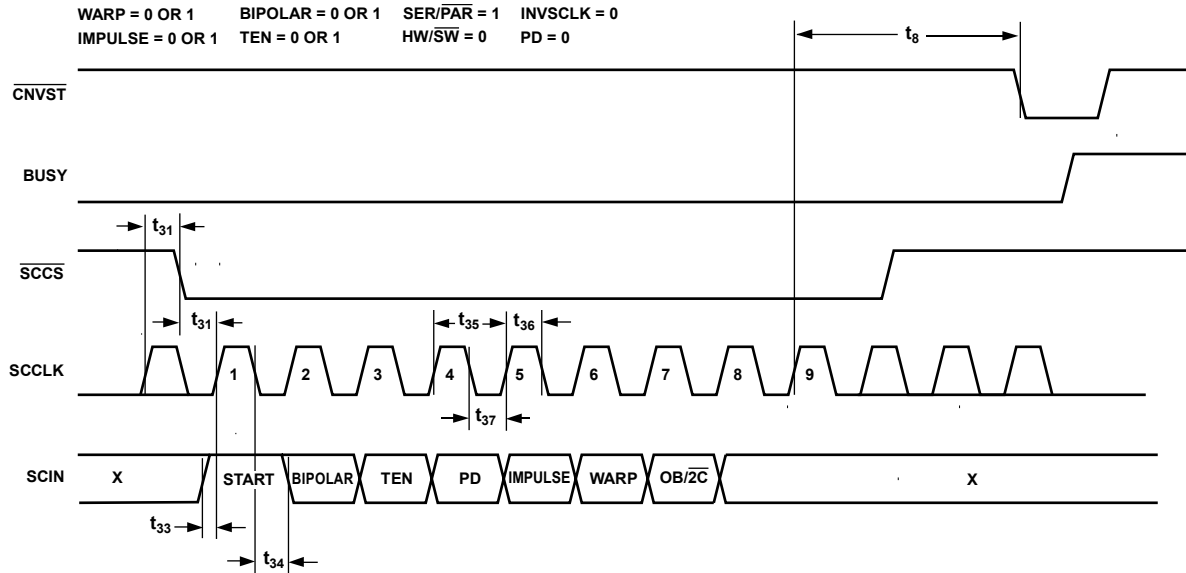 WARP = 0 OR 1 BIPOLAR = 0 OR 1 SER/PAR = 1 INVSCLK = 0
IMPULSE = 0 OR 1 TEN = 0 OR 1 HW/SW = 0 PD = 0
t8
CNVST
BUSY
t31
SCCS
t31 t35 t36
SCCLK 1 2 3 4 5 6 7 8 9
t37
SCIN X START BIPOLAR TEN PD IMPULSE WARP OB/2C X
t33
t34